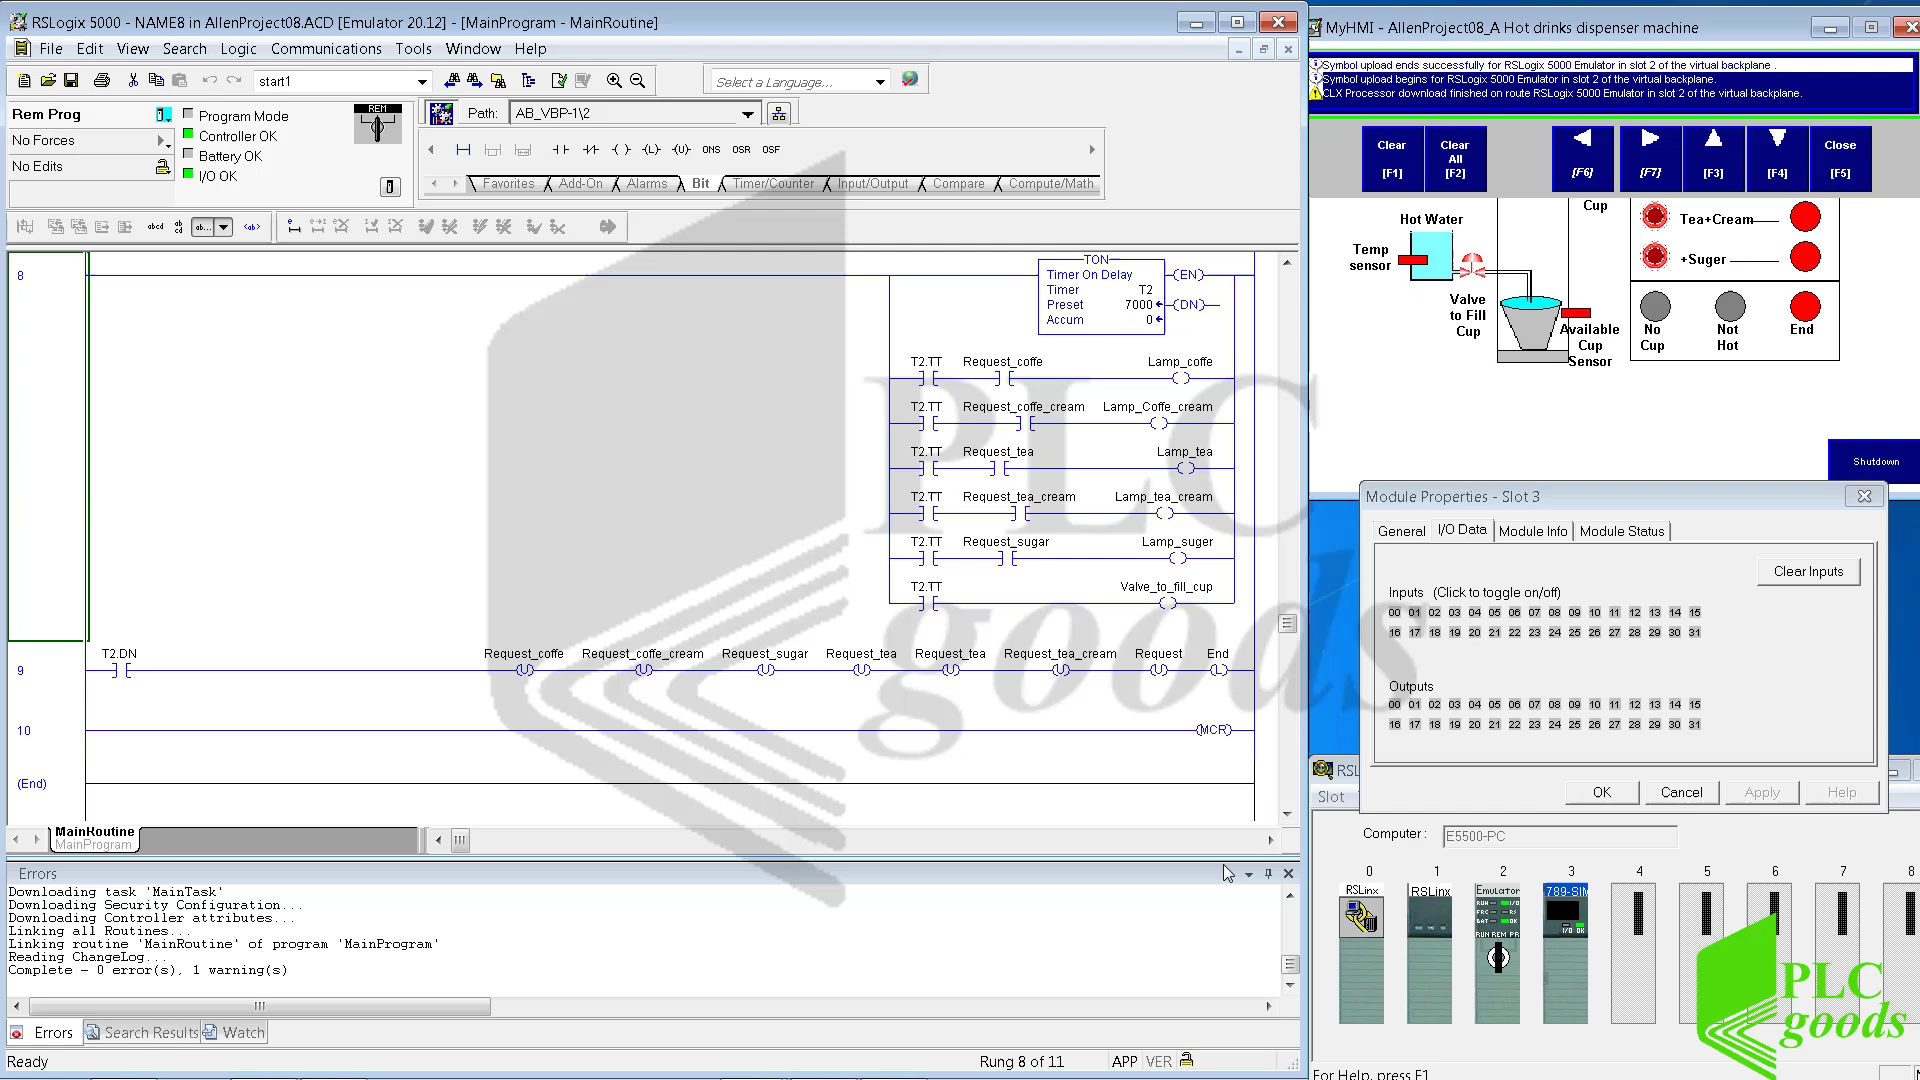 RSLogix 5000 - NAME8 in AllenProject08.ACD [Emulator 20.12] - [MainProgram - MainRoutine]
File Edit View Search Logic Communications Tools Window Help
start1
Select a Language...
Rem Prog
No Forces
No Edits
Program Mode
Controller OK
Battery OK
I/O OK
REM
Path: AB_VBP-1\2
ONS OSR OSF
Favorites Add-On Alarms Bit Timer/Counter Input/Output Compare Compute/Math
8
TON
Timer On Delay
Timer T2
Preset 7000
Accum 0
EN
DN
T2.TT Request_coffe Lamp_coffe
T2.TT Request_coffe_cream Lamp_Coffe_cream
T2.TT Request_tea Lamp_tea
T2.TT Request_tea_cream Lamp_tea_cream
T2.TT Request_sugar Lamp_suger
T2.TT Valve_to_fill_cup
9
T2.DN Request_coffe Request_coffe_cream Request_sugar Request_tea Request_tea Request_tea_cream Request End
U U U U U U U L
10
MCR
(End)
MainRoutine
MainProgram
Errors
Downloading task 'MainTask'
Downloading Security Configuration...
Downloading Controller attributes...
Linking all Routines...
Linking routine 'MainRoutine' of program 'MainProgram'
Reading ChangeLog...
Complete - 0 error(s), 1 warning(s)
Errors Search Results Watch
Ready
Rung 8 of 11
APP VER
MyHMI - AllenProject08_A Hot drinks dispenser machine
Symbol upload ends successfully for RSLogix 5000 Emulator in slot 2 of the virtual backplane .
Symbol upload begins for RSLogix 5000 Emulator in slot 2 of the virtual backplane.
CLX Processor download finished on route RSLogix 5000 Emulator in slot 2 of the virtual backplane.
Clear
[F1]
Clear
All
[F2]
[F6]
[F7]
[F3]
[F4]
Close
[F5]
Hot Water
Temp
sensor
Valve
to Fill
Cup
Cup
Available
Cup
Sensor
Tea+Cream
+Suger
No
Cup
Not
Hot
End
Shutdown
Module Properties - Slot 3
General I/O Data Module Info Module Status
Clear Inputs
Inputs (Click to toggle on/off)
00 01 02 03 04 05 06 07 08 09 10 11 12 13 14 15
16 17 18 19 20 21 22 23 24 25 26 27 28 29 30 31
Outputs
00 01 02 03 04 05 06 07 08 09 10 11 12 13 14 15
16 17 18 19 20 21 22 23 24 25 26 27 28 29 30 31
OK Cancel Apply Help
RSL
Slot
Computer : E5500-PC
0 1 2 3 4 5 6 7 8
RSLinx RSLinx Emulator 789-SIM
RUN I/O
FRC RS
BAT OK
RUN REM PR
I/O OK
For Help, press F1
PLC
goods
PLC
goods